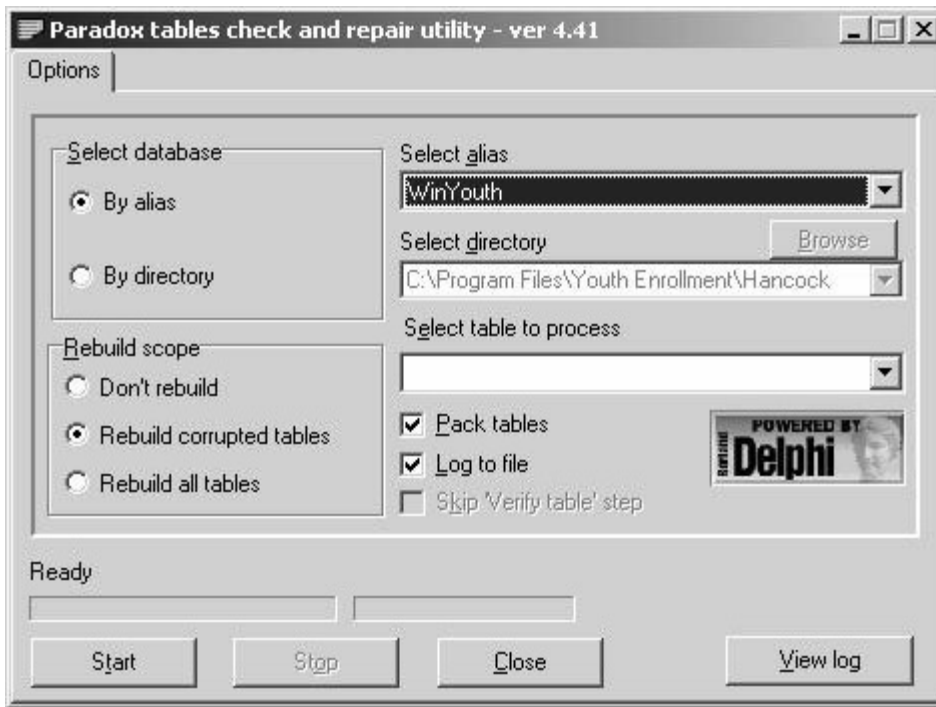 Paradox tables check and repair utility - ver 4.41
Options
Select database
By alias
By directory
Rebuild scope
Don't rebuild
Rebuild corrupted tables
Rebuild all tables
Select alias
WinYouth
Select directory
Browse
C:\Program Files\Youth Enrollment\Hancock
Select table to process
Pack tables
Log to file
Skip 'Verify table' step
POWERED BY
Borland
Delphi
Ready
Start
Stop
Close
View log